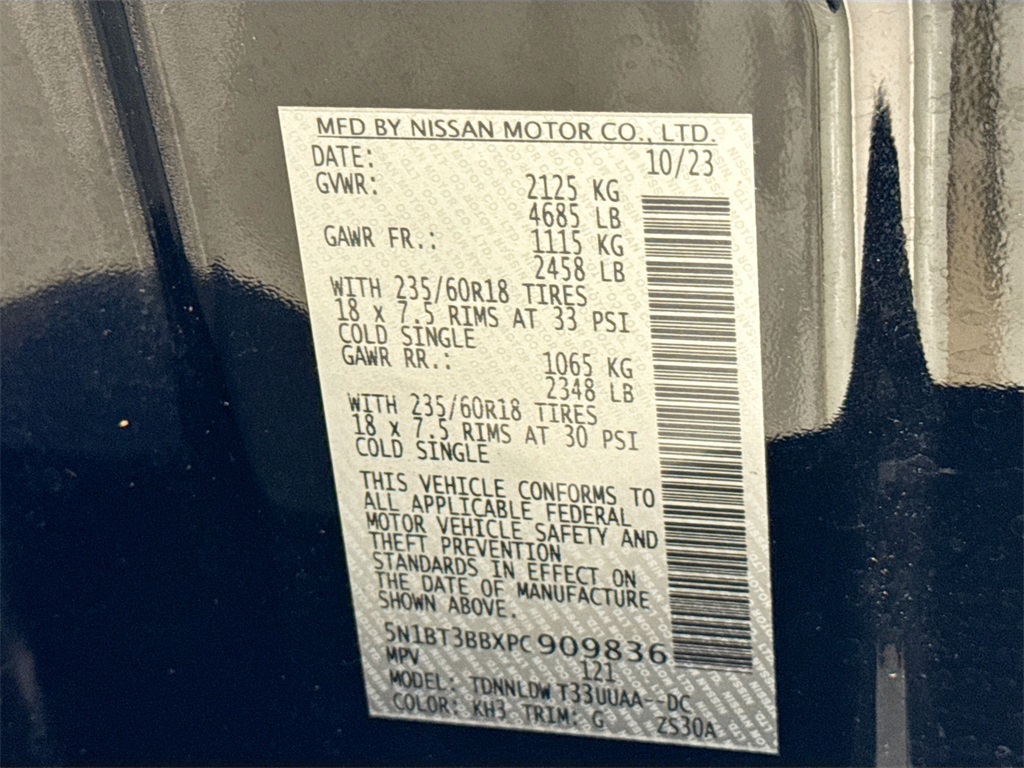 MFD BY NISSAN MOTOR CO., LTD.
DATE: 10/23
GVWR: 2125 KG
4685 LB
GAWR FR.: 1115 KG
2458 LB
WITH 235/60R18 TIRES
18 x 7.5 RIMS AT 33 PSI
COLD SINGLE
GAWR RR.: 1065 KG
2348 LB
WITH 235/60R18 TIRES
18 x 7.5 RIMS AT 30 PSI
COLD SINGLE
THIS VEHICLE CONFORMS TO
ALL APPLICABLE FEDERAL
MOTOR VEHICLE SAFETY AND
THEFT PREVENTION
STANDARDS IN EFFECT ON
THE DATE OF MANUFACTURE
SHOWN ABOVE.
5N1BT3BBXPC909836
MPV 121
MODEL: TDNNLDW T33UUAA--DC
COLOR: KH3 TRIM: G ZS30A